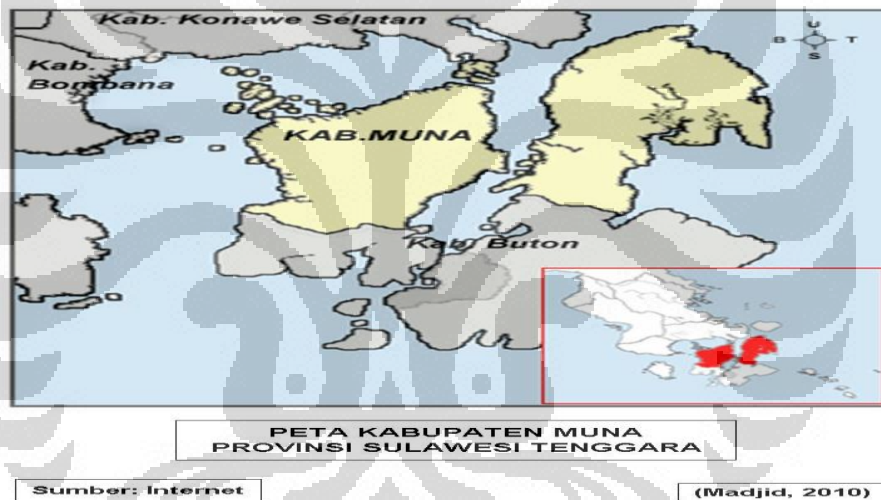 Kab. Konawe Selatan
U
B T
S
Kab.
Bombana
KAB.MUNA
Kab. Buton
PETA KABUPATEN MUNA
PROVINSI SULAWESI TENGGARA
Sumber: Internet
(Madjid, 2010)